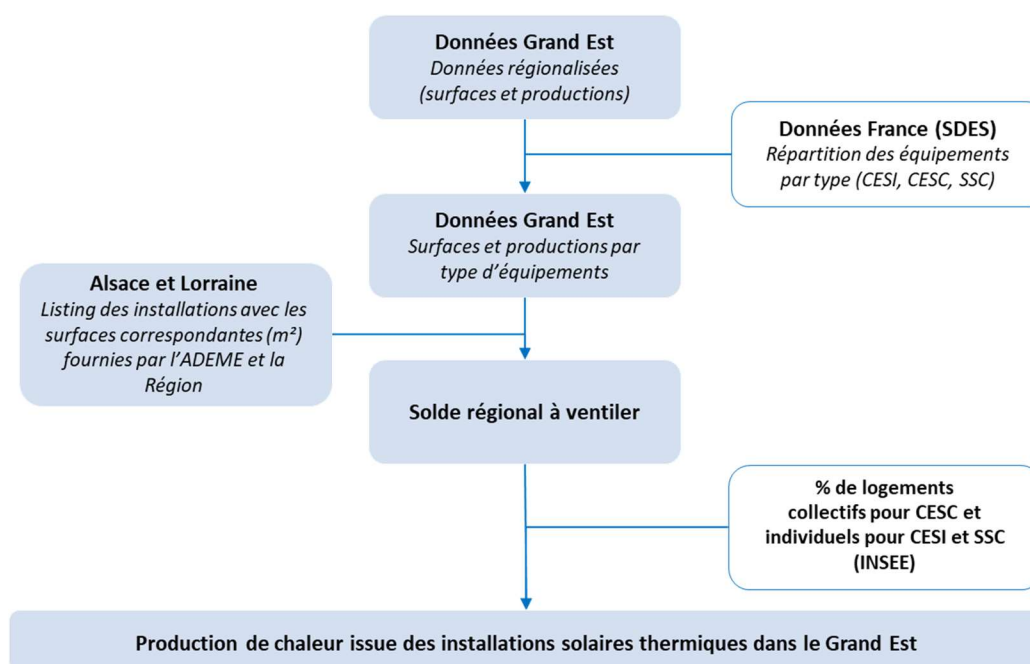 Données Grand Est
Données régionalisées
(surfaces et productions)
Données France (SDES)
Répartition des équipements
par type (CESI, CESC, SSC)
Données Grand Est
Surfaces et productions par
type d’équipements
Alsace et Lorraine
Listing des installations avec les
surfaces correspondantes (m²)
fournies par l’ADEME et la
Région
Solde régional à ventiler
% de logements
collectifs pour CESC et
individuels pour CESI et SSC
(INSEE)
Production de chaleur issue des installations solaires thermiques dans le Grand Est